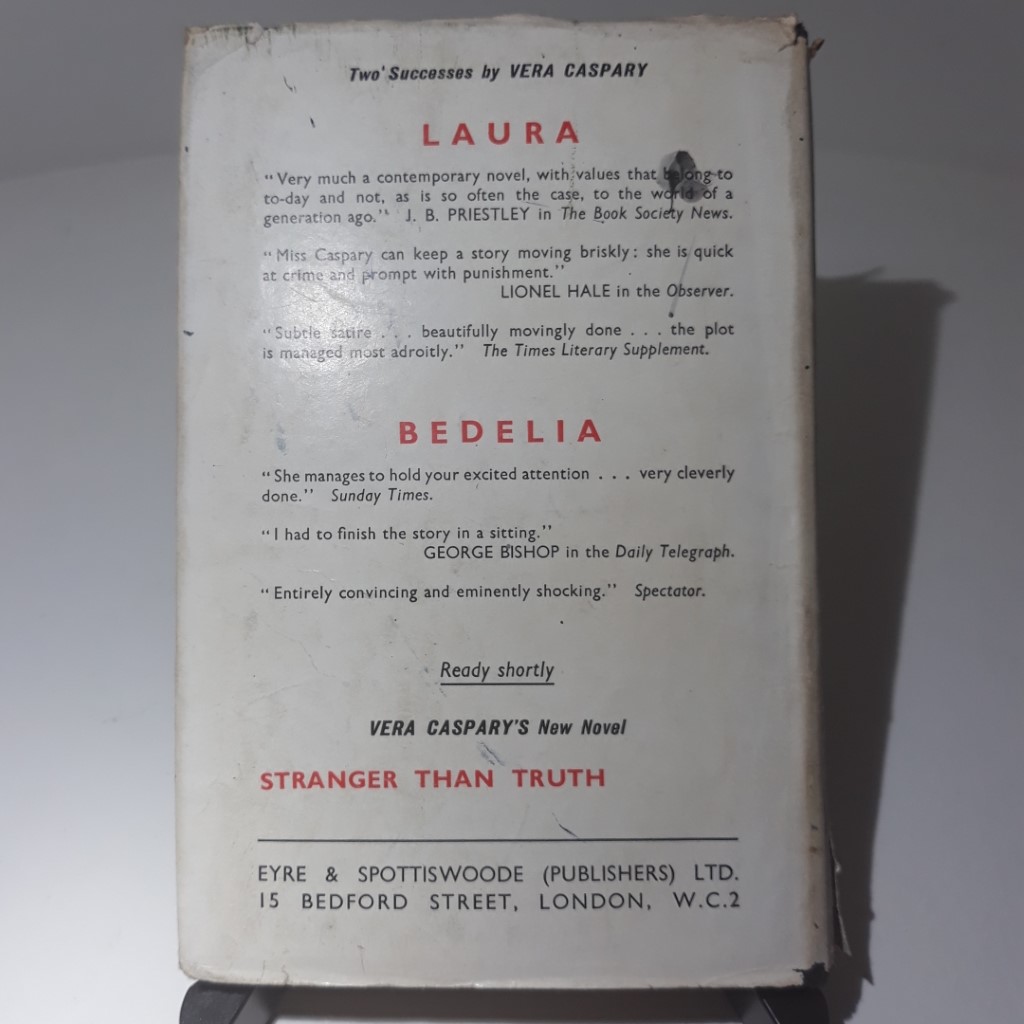 Two Successes by VERA CASPARY
LAURA
“Very much a contemporary novel, with values that belong to
to-day and not, as is so often the case, to the world of a
generation ago.” J. B. PRIESTLEY in The Book Society News.
“Miss Caspary can keep a story moving briskly: she is quick
at crime and prompt with punishment.”
LIONEL HALE in the Observer.
“Subtle satire . . . beautifully movingly done . . . the plot
is managed most adroitly.” The Times Literary Supplement.
BEDELIA
“She manages to hold your excited attention . . . very cleverly
done.” Sunday Times.
“I had to finish the story in a sitting.”
GEORGE BISHOP in the Daily Telegraph.
“Entirely convincing and eminently shocking.” Spectator.
Ready shortly
VERA CASPARY'S New Novel
STRANGER THAN TRUTH
EYRE & SPOTTISWOODE (PUBLISHERS) LTD.
15 BEDFORD STREET, LONDON, W.C.2